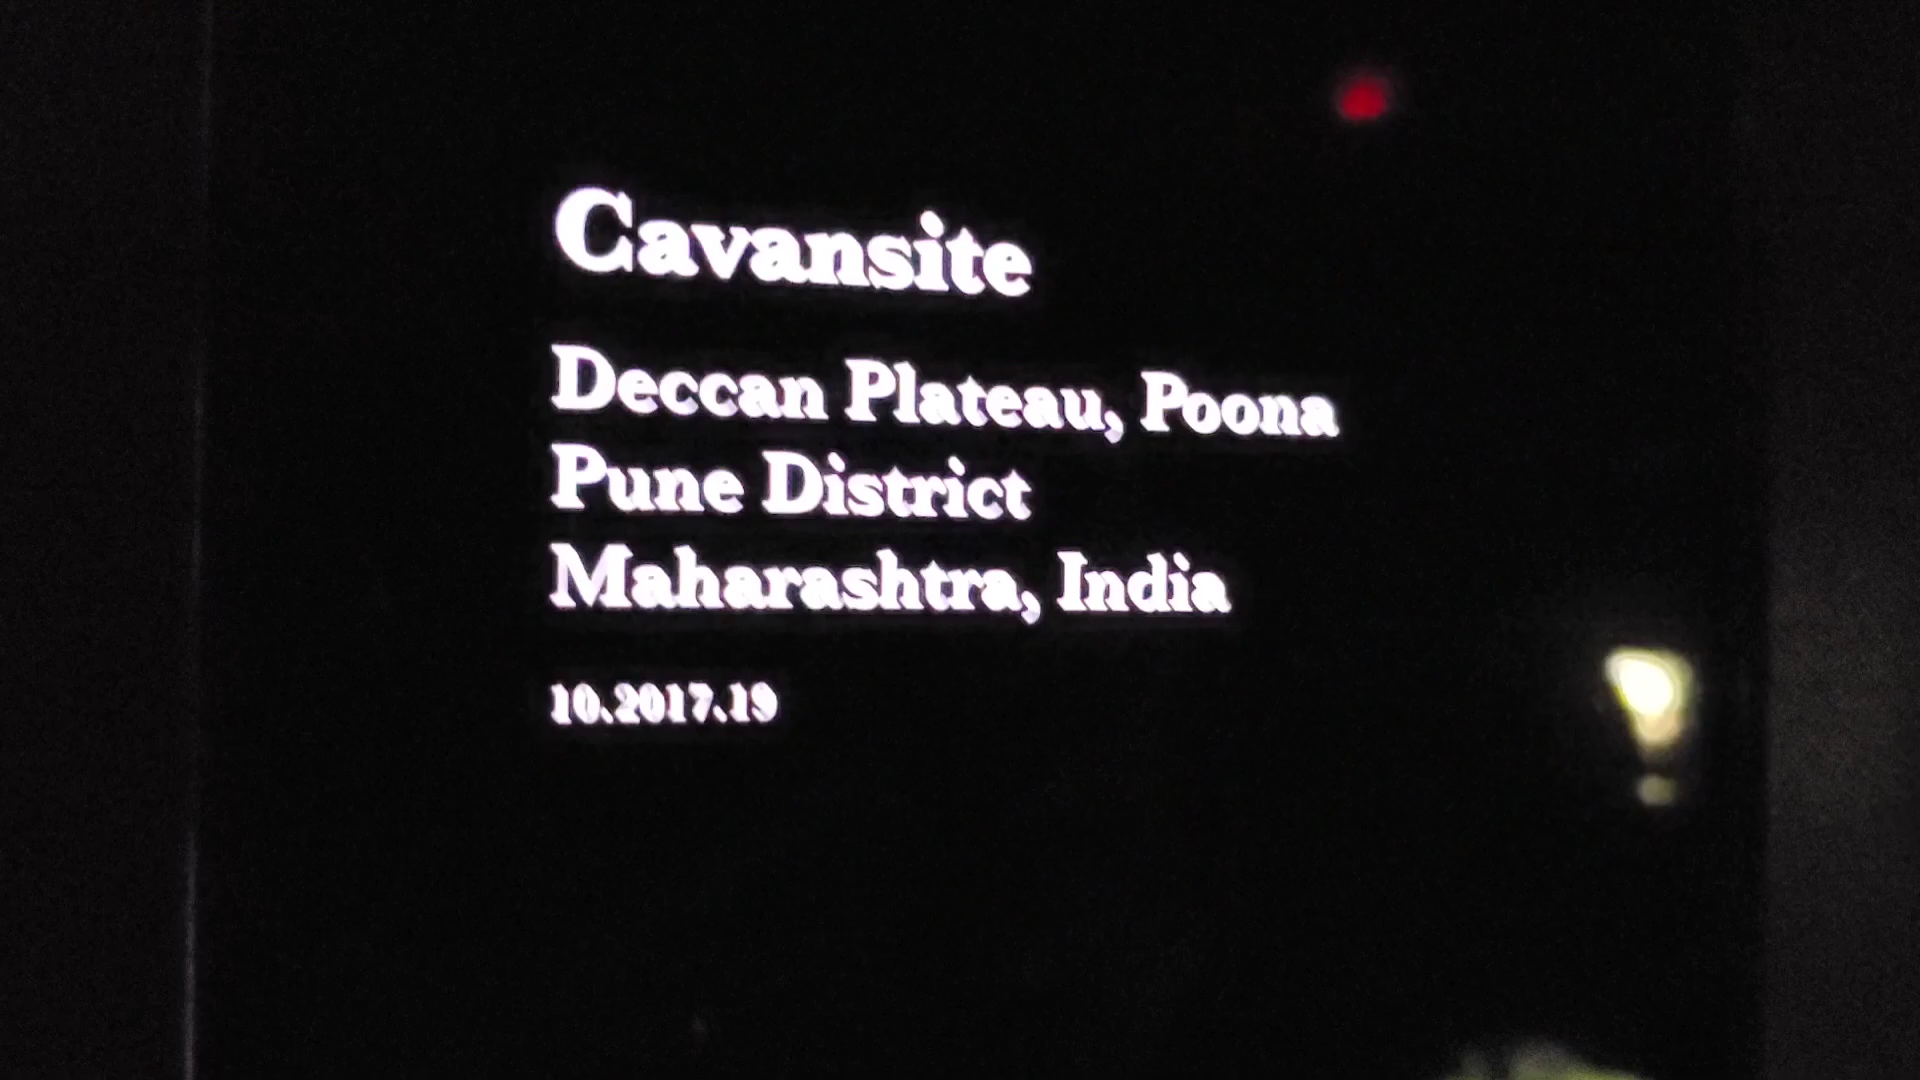 Cavansite
Deccan Plateau, Poona
Pune District
Maharashtra, India
10.2017.19